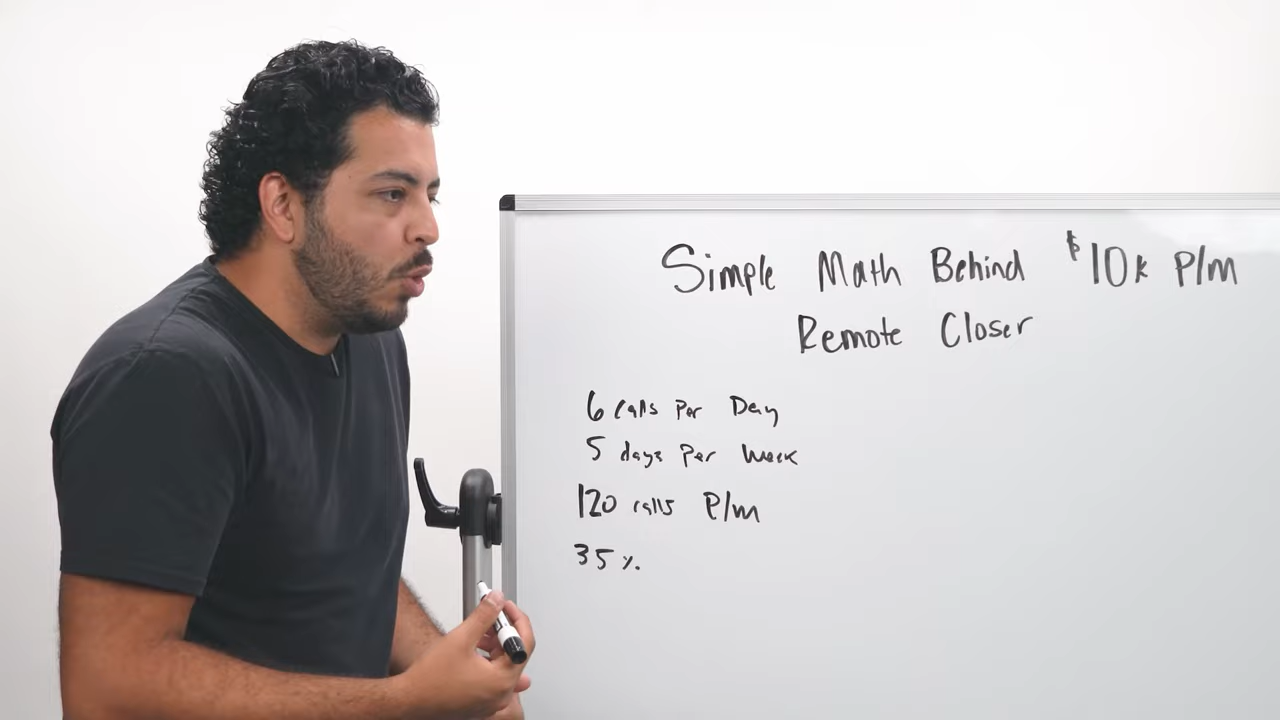 Simple Math Behind $10k P/m
Remote Closer
6 calls Per Day
5 days Per Week
120 calls P/m
35%